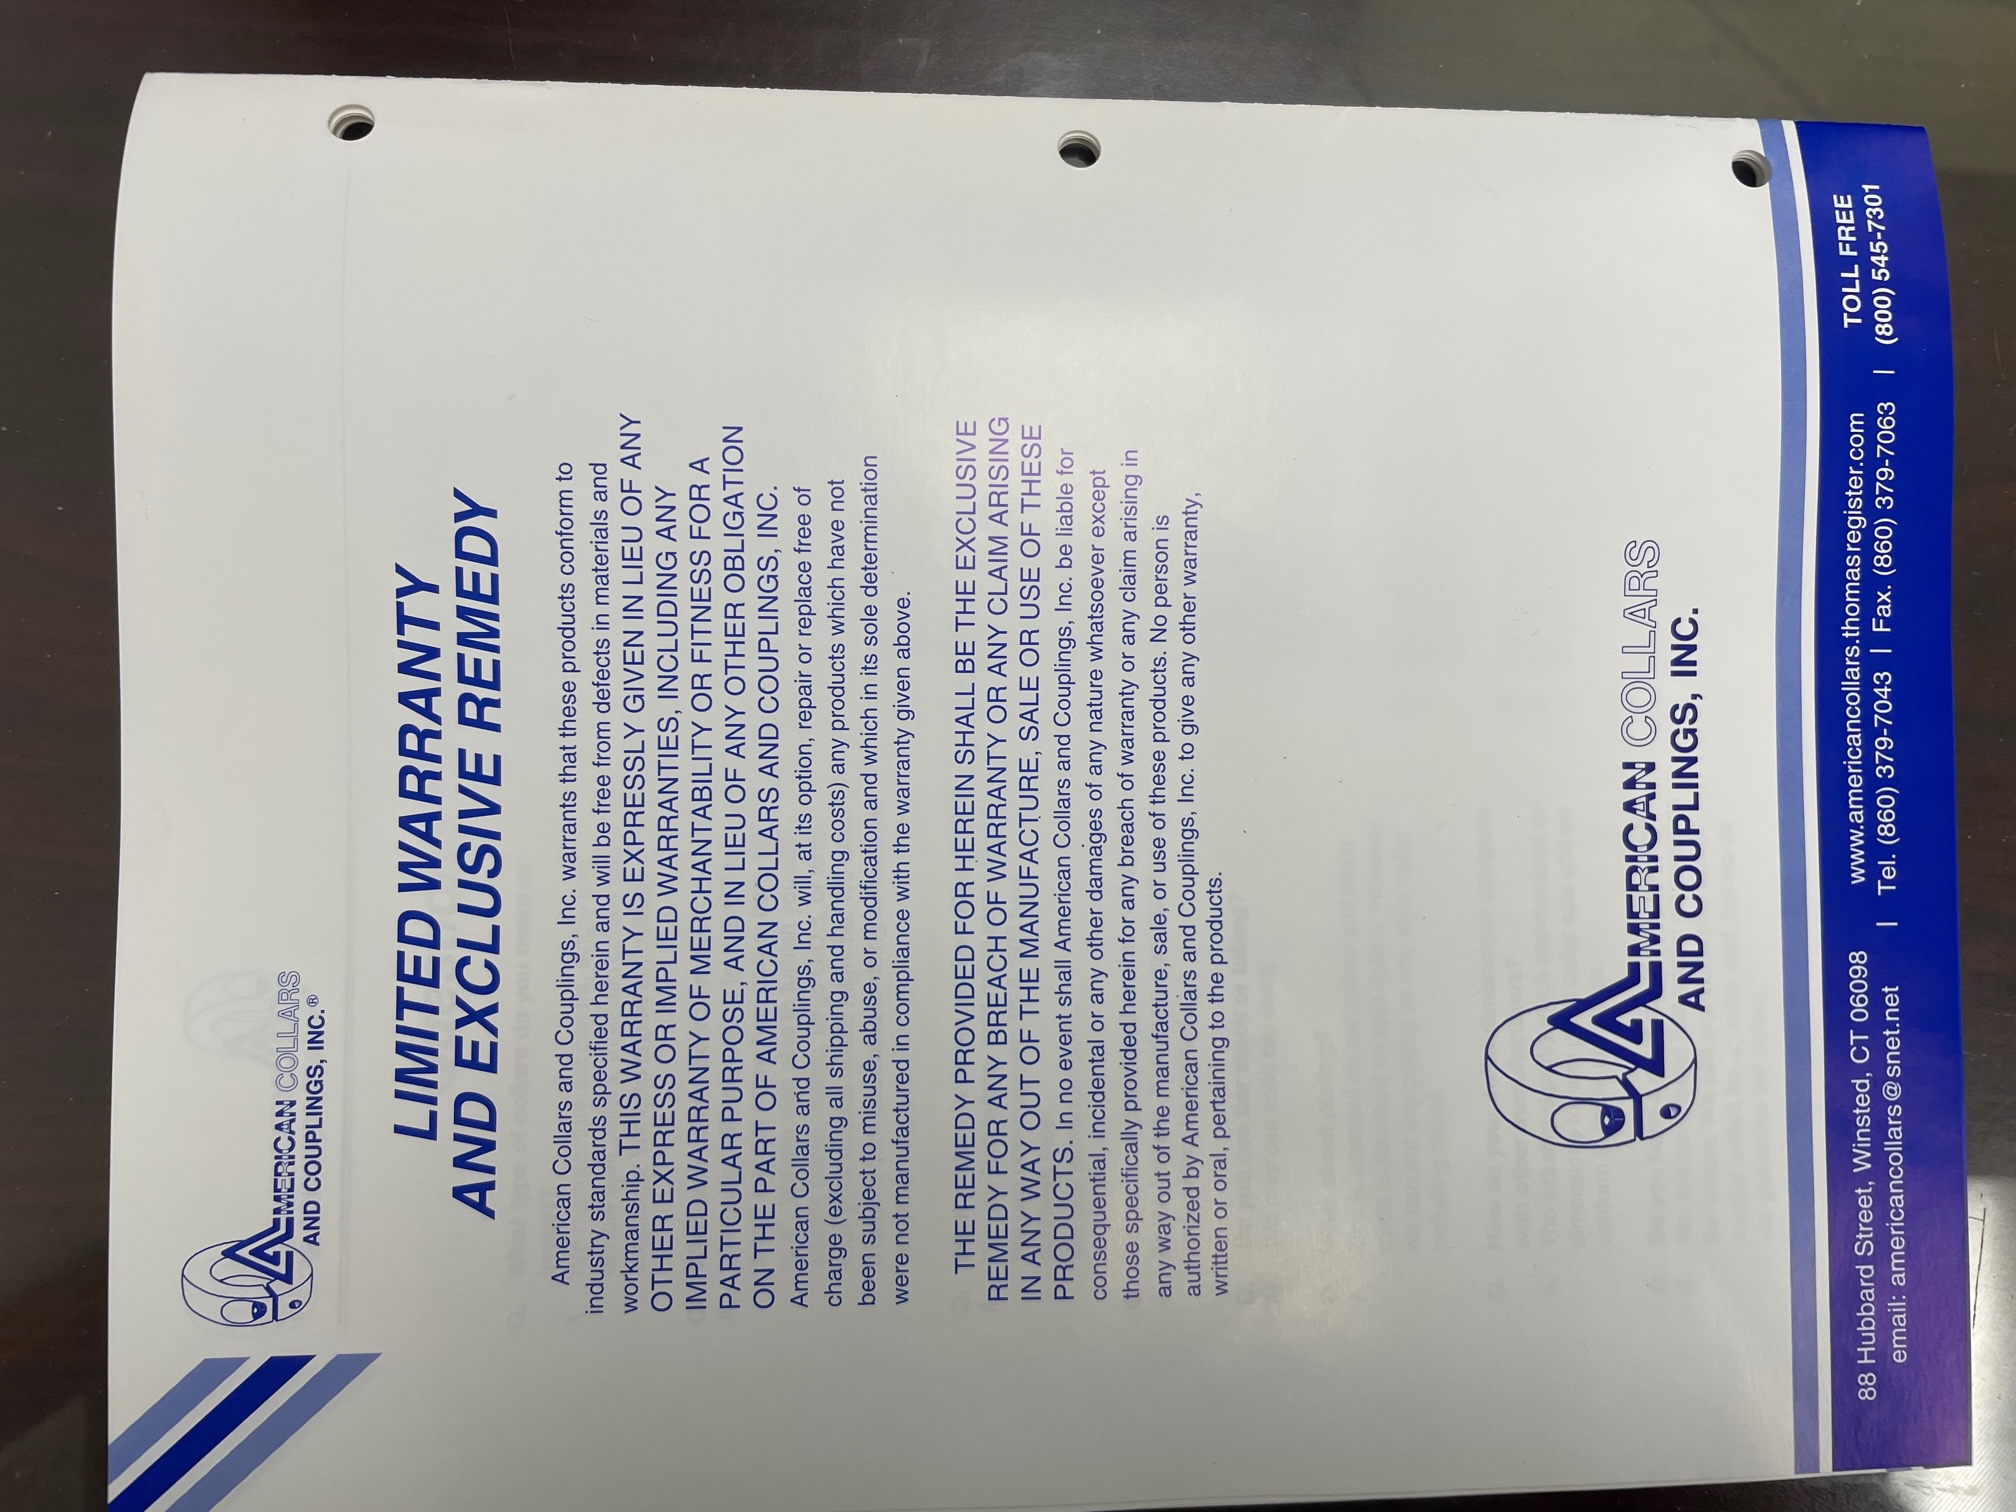 AMERICAN COLLARS
AND COUPLINGS, INC.®
LIMITED WARRANTY
AND EXCLUSIVE REMEDY
American Collars and Couplings, Inc. warrants that these products conform to
industry standards specified herein and will be free from defects in materials and
workmanship. THIS WARRANTY IS EXPRESSLY GIVEN IN LIEU OF ANY
OTHER EXPRESS OR IMPLIED WARRANTIES, INCLUDING ANY
IMPLIED WARRANTY OF MERCHANTABILITY OR FITNESS FOR A
PARTICULAR PURPOSE, AND IN LIEU OF ANY OTHER OBLIGATION
ON THE PART OF AMERICAN COLLARS AND COUPLINGS, INC.
American Collars and Couplings, Inc. will, at its option, repair or replace free of
charge (excluding all shipping and handling costs) any products which have not
been subject to misuse, abuse, or modification and which in its sole determination
were not manufactured in compliance with the warranty given above.
THE REMEDY PROVIDED FOR HEREIN SHALL BE THE EXCLUSIVE
REMEDY FOR ANY BREACH OF WARRANTY OR ANY CLAIM ARISING
IN ANY WAY OUT OF THE MANUFACTURE, SALE OR USE OF THESE
PRODUCTS. In no event shall American Collars and Couplings, Inc. be liable for
consequential, incidental or any other damages of any nature whatsoever except
those specifically provided herein for any breach of warranty or any claim arising in
any way out of the manufacture, sale, or use of these products. No person is
authorized by American Collars and Couplings, Inc. to give any other warranty,
written or oral, pertaining to the products.
AMERICAN COLLARS
AND COUPLINGS, INC.
88 Hubbard Street, Winsted, CT 06098
email: americancollars@snet.net
www.americancollars.thomasregister.com
| Tel. (860) 379-7043 | Fax. (860) 379-7063 |
TOLL FREE
(800) 545-7301